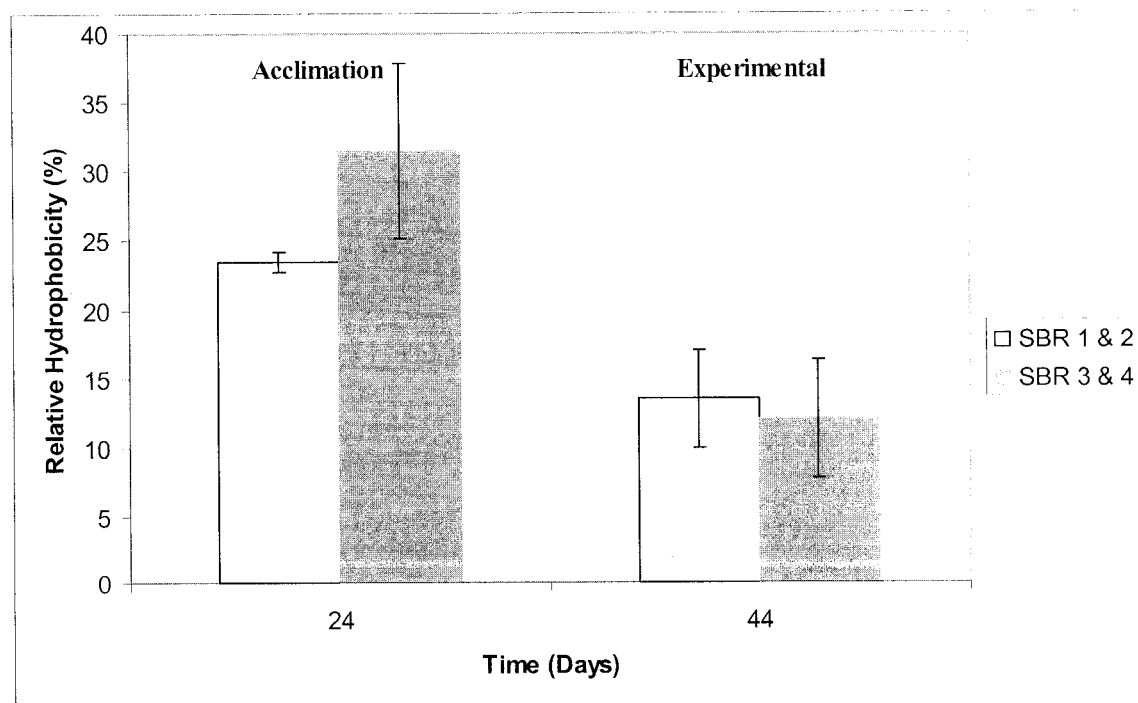 40
35
30
25
20
15
10
5
0
Relative Hydrophobicity (%)
Acclimation
Experimental
24
44
Time (Days)
SBR 1 & 2
SBR 3 & 4